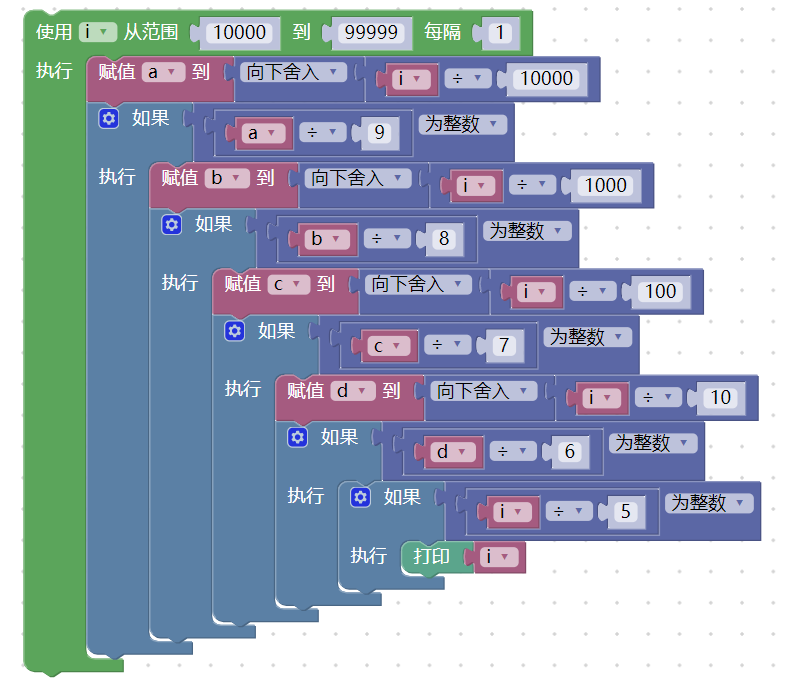 使用 i 从范围 10000 到 99999 每隔 1
执行 赋值 a 到 向下舍入 i ÷ 10000
如果 a ÷ 9 为整数
执行 赋值 b 到 向下舍入 i ÷ 1000
如果 b ÷ 8 为整数
执行 赋值 c 到 向下舍入 i ÷ 100
如果 c ÷ 7 为整数
执行 赋值 d 到 向下舍入 i ÷ 10
如果 d ÷ 6 为整数
执行 如果 i ÷ 5 为整数
执行 打印 i